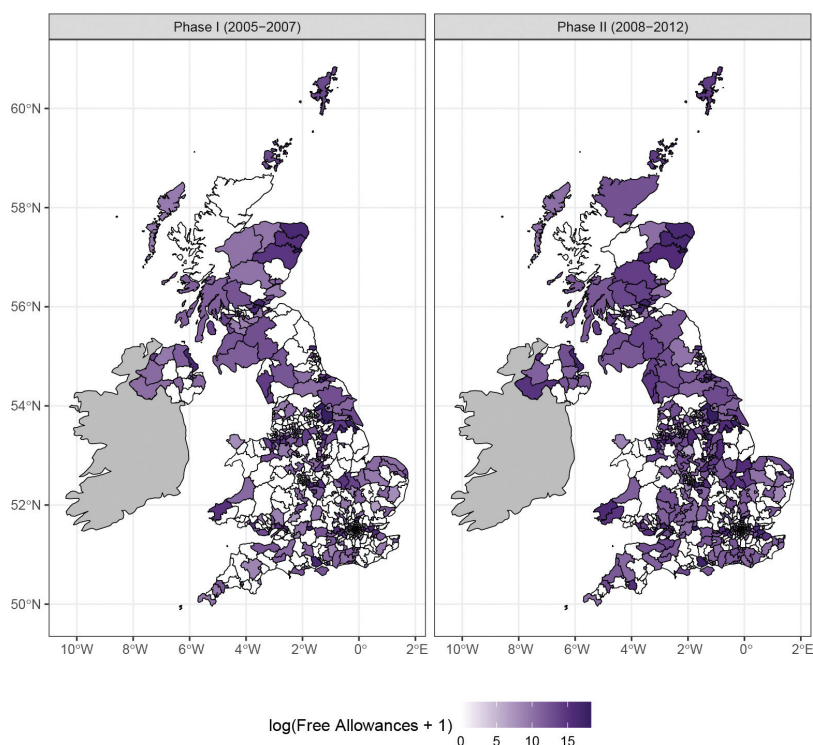 Phase I (2005−2007) Phase II (2008−2012)
60°N
58°N
56°N
54°N
52°N
50°N
10°W 8°W 6°W 4°W 2°W 0° 2°E 10°W 8°W 6°W 4°W 2°W 0° 2°E
log(Free Allowances + 1)
0 5 10 15